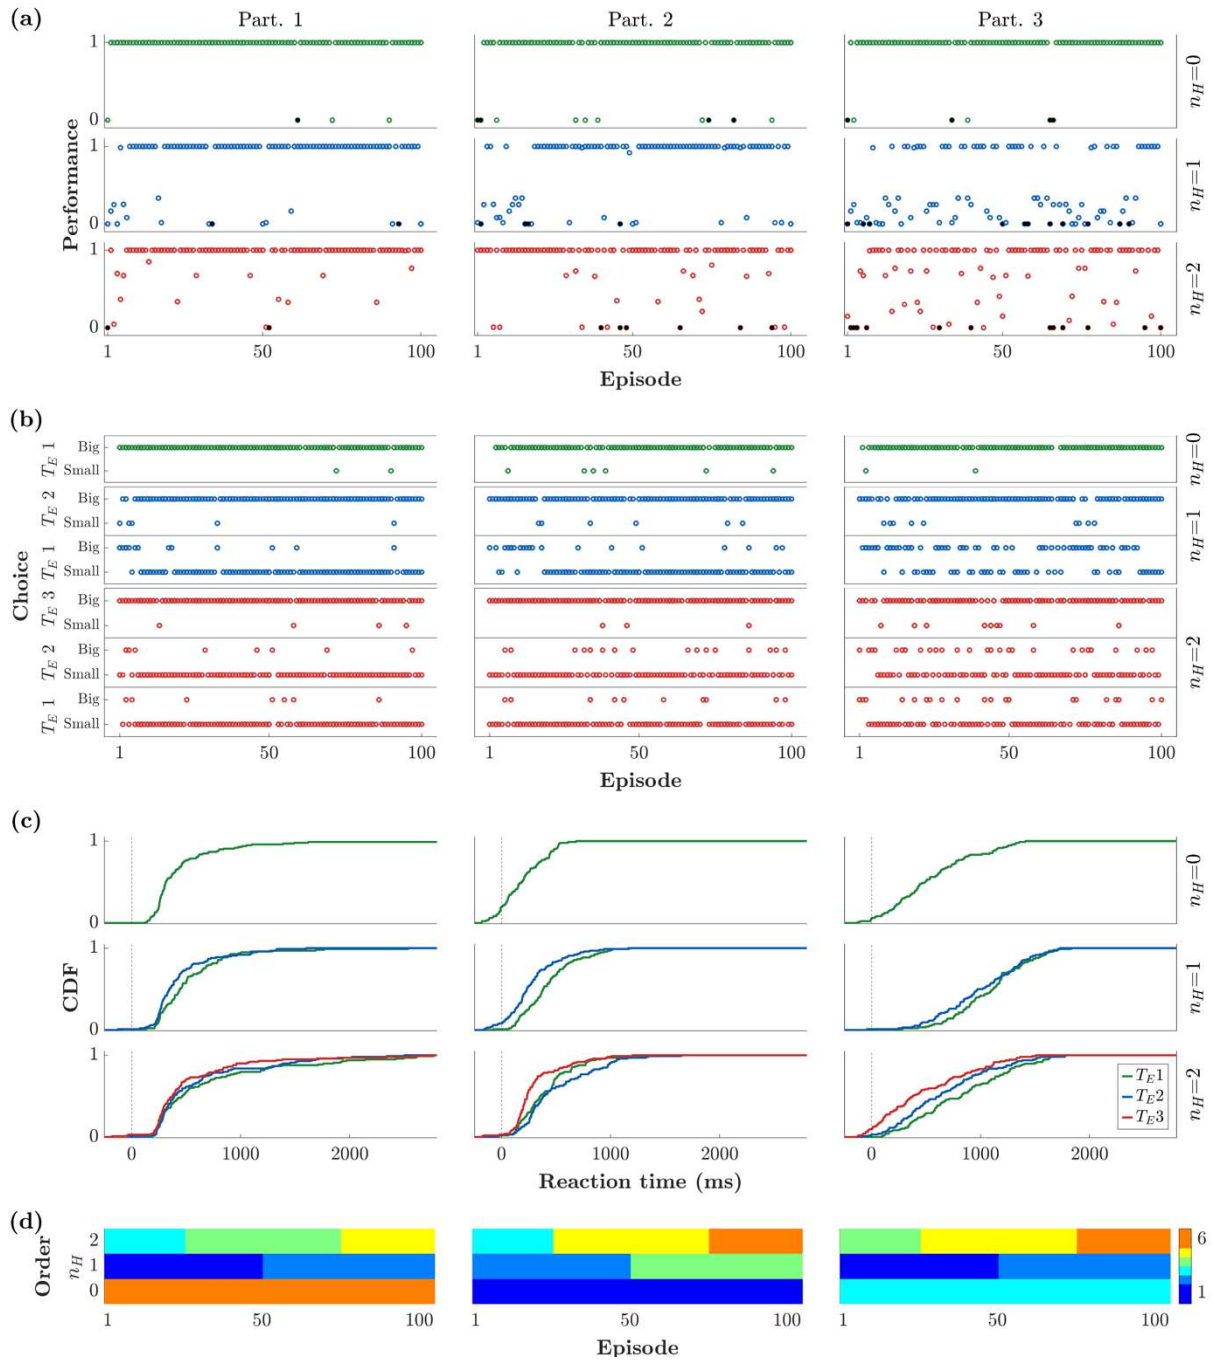 (a)
Part. 1 Part. 2 Part. 3
Performance
1
0
n_H=0
1
0
n_H=1
1
0
n_H=2
1 50 100 1 50 100 1 50 100
Episode
(b)
Choice
T_E 1 Big
Small
n_H=0
T_E 2 Big
Small
T_E 1 Big
Small
n_H=1
T_E 3 Big
Small
T_E 2 Big
Small
T_E 1 Big
Small
n_H=2
1 50 100 1 50 100 1 50 100
Episode
(c)
CDF
1
0
n_H=0
1
0
n_H=1
1
0
n_H=2
T_E1
T_E2
T_E3
0 1000 2000 0 1000 2000 0 1000 2000
Reaction time (ms)
(d)
Order
n_H
2
1
0
6
1
1 50 100 1 50 100 1 50 100
Episode